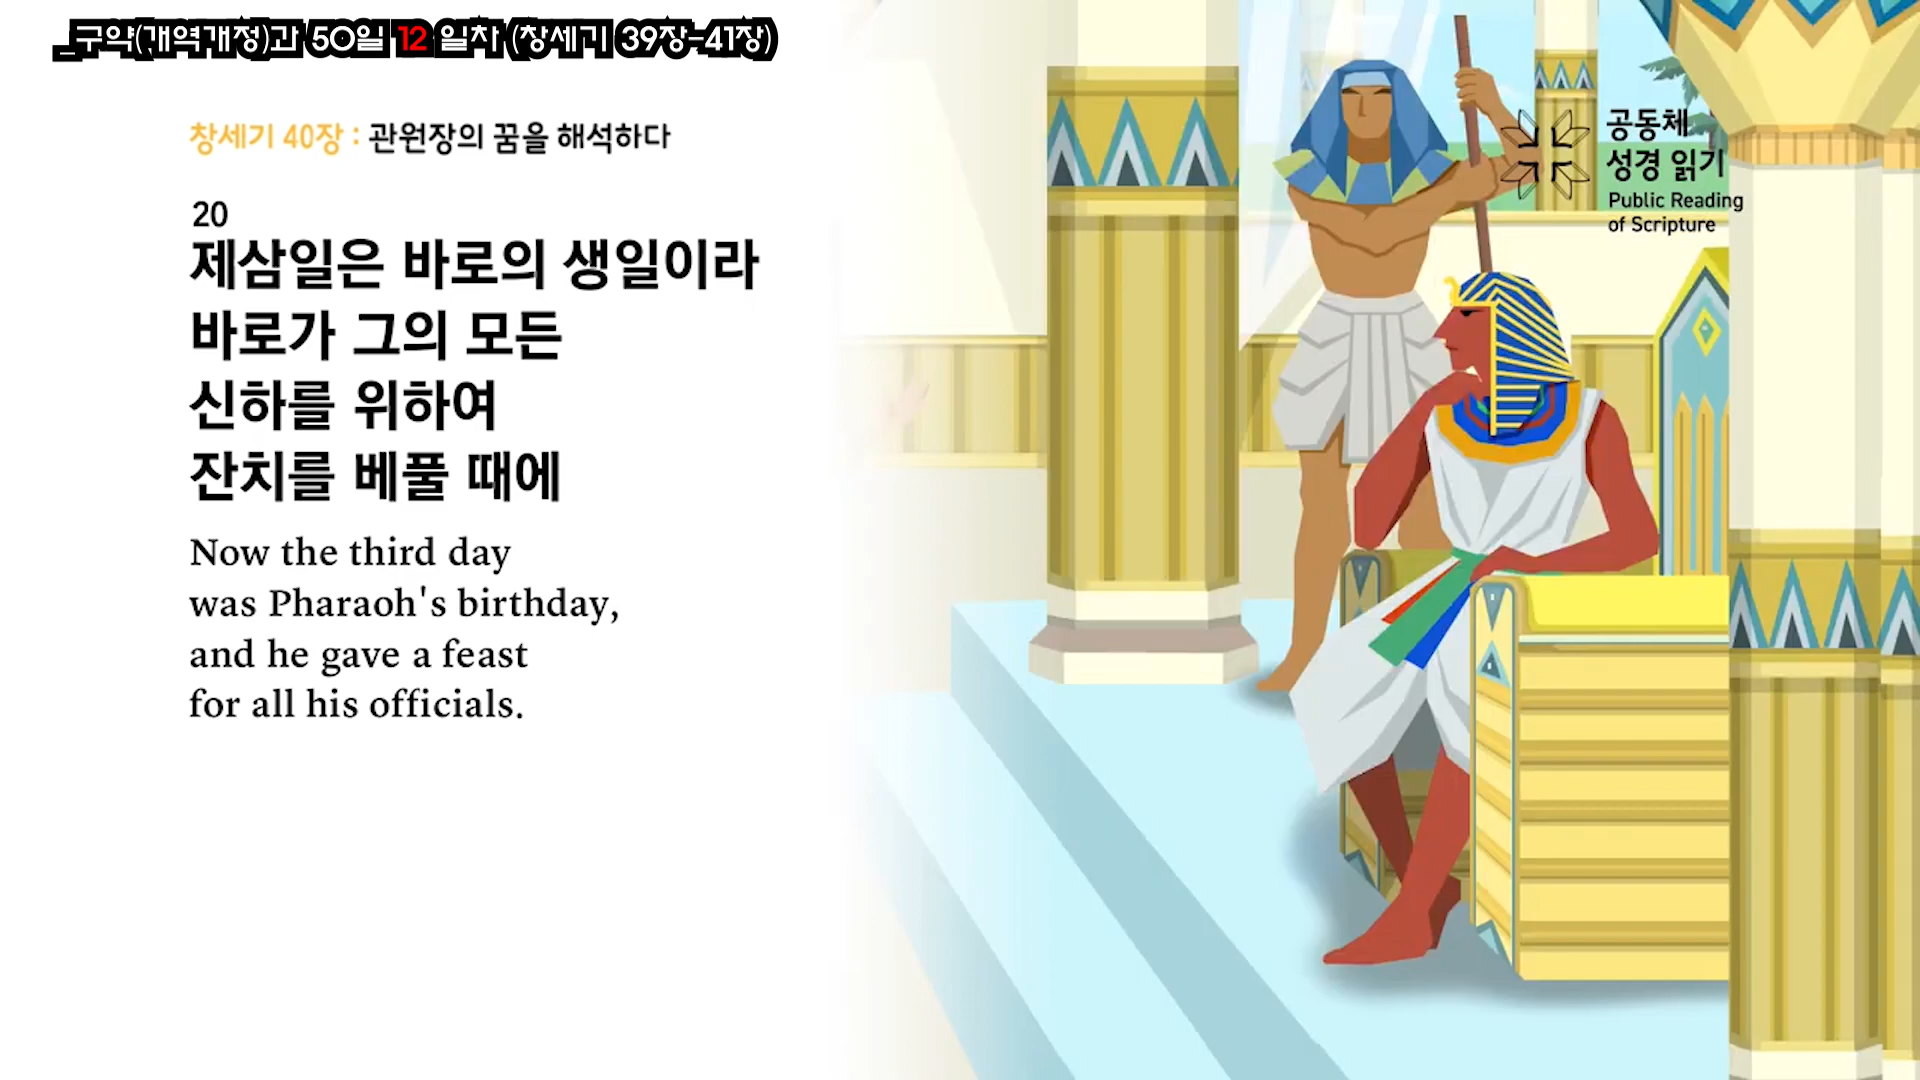 _구약(개역개정)과 50일 12 일차 (창세기 39장-41장)
창세기 40장 : 관원장의 꿈을 해석하다
20
제삼일은 바로의 생일이라
바로가 그의 모든
신하를 위하여
잔치를 베풀 때에
Now the third day
was Pharaoh's birthday,
and he gave a feast
for all his officials.
공동체
성경 읽기
Public Reading
of Scripture